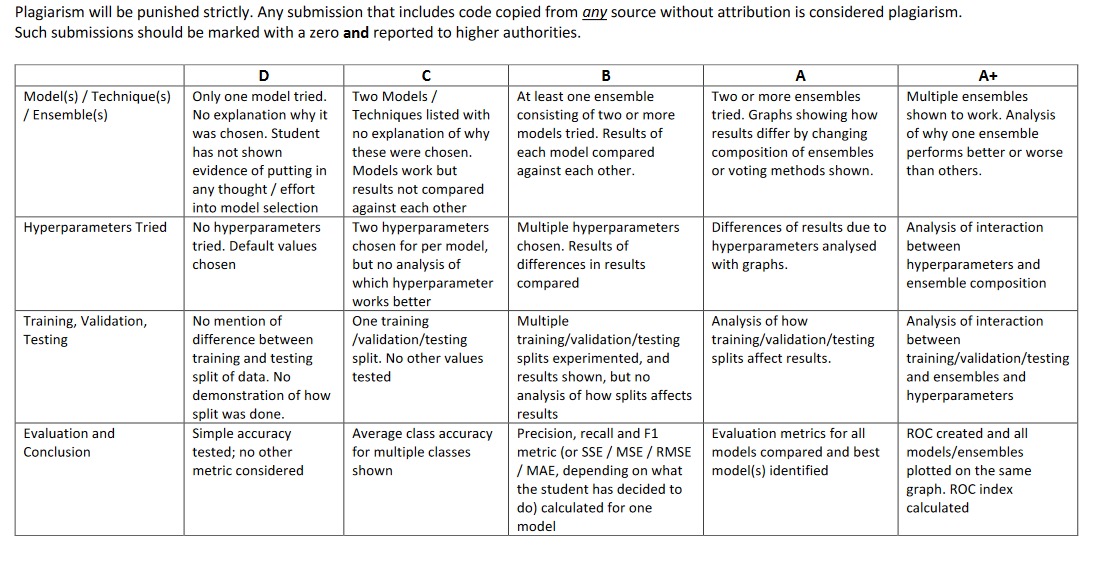 Plagiarism will be punished strictly. Any submission that includes code copied from any source without attribution is considered plagiarism.
Such submissions should be marked with a zero and reported to higher authorities.
D
C
B
A
A+
Model(s) / Technique(s)
/ Ensemble(s)
Only one model tried.
No explanation why it
was chosen. Student
has not shown
evidence of putting in
any thought / effort
into model selection
Two Models /
Techniques listed with
no explanation of why
these were chosen.
Models work but
results not compared
against each other
At least one ensemble
consisting of two or more
models tried. Results of
each model compared
against each other.
Two or more ensembles
tried. Graphs showing how
results differ by changing
composition of ensembles
or voting methods shown.
Multiple ensembles
shown to work. Analysis
of why one ensemble
performs better or worse
than others.
Hyperparameters Tried
No hyperparameters
tried. Default values
chosen
Two hyperparameters
chosen for per model,
but no analysis of
which hyperparameter
works better
Multiple hyperparameters
chosen. Results of
differences in results
compared
Differences of results due to
hyperparameters analysed
with graphs.
Analysis of interaction
between
hyperparameters and
ensemble composition
Training, Validation,
Testing
No mention of
difference between
training and testing
split of data. No
demonstration of how
split was done.
One training
/validation/testing
split. No other values
tested
Multiple
training/validation/testing
splits experimented, and
results shown, but no
analysis of how splits affects
results
Analysis of how
training/validation/testing
splits affect results.
Analysis of interaction
between
training/validation/testing
and ensembles and
hyperparameters
Evaluation and
Conclusion
Simple accuracy
tested; no other
metric considered
Average class accuracy
for multiple classes
shown
Precision, recall and F1
metric (or SSE / MSE / RMSE
/ MAE, depending on what
the student has decided to
do) calculated for one
model
Evaluation metrics for all
models compared and best
model(s) identified
ROC created and all
models/ensembles
plotted on the same
graph. ROC index
calculated